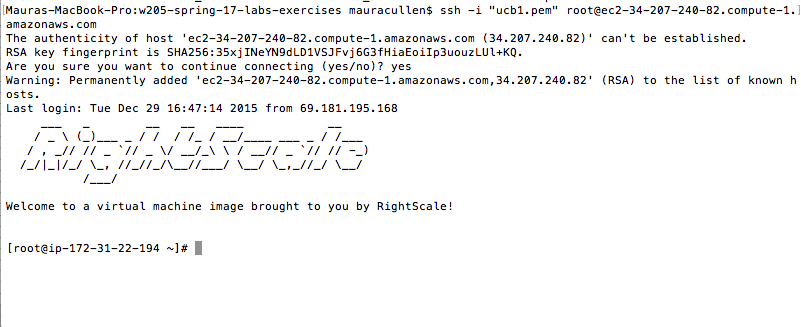 Mauras-MacBook-Pro:w205-spring-17-labs-exercises mauracullen$ ssh -i "ucb1.pem" root@ec2-34-207-240-82.compute-1.
amazonaws.com
The authenticity of host 'ec2-34-207-240-82.compute-1.amazonaws.com (34.207.240.82)' can't be established.
RSA key fingerprint is SHA256:35xjINeYN9dLD1VSJFvj6G3fHiaEoiIp3uouzLUl+KQ.
Are you sure you want to continue connecting (yes/no)? yes
Warning: Permanently added 'ec2-34-207-240-82.compute-1.amazonaws.com,34.207.240.82' (RSA) to the list of known h
osts.
Last login: Tue Dec 29 16:47:14 2015 from 69.181.195.168
RightScale
Welcome to a virtual machine image brought to you by RightScale!
[root@ip-172-31-22-194 ~]#